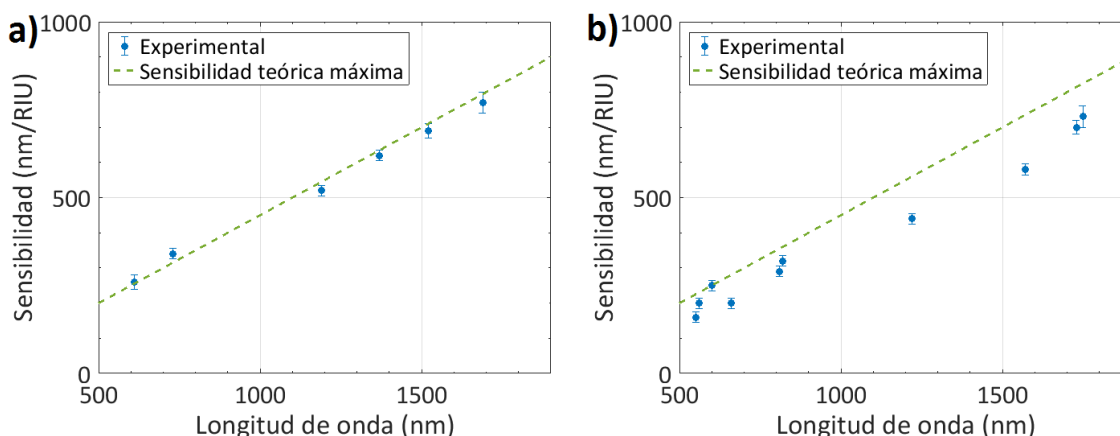 a)
1000
500
0
Sensibilidad (nm/RIU)
Experimental
Sensibilidad teórica máxima
500
1000
1500
Longitud de onda (nm)
b)
1000
500
0
Sensibilidad (nm/RIU)
Experimental
Sensibilidad teórica máxima
500
1000
1500
Longitud de onda (nm)